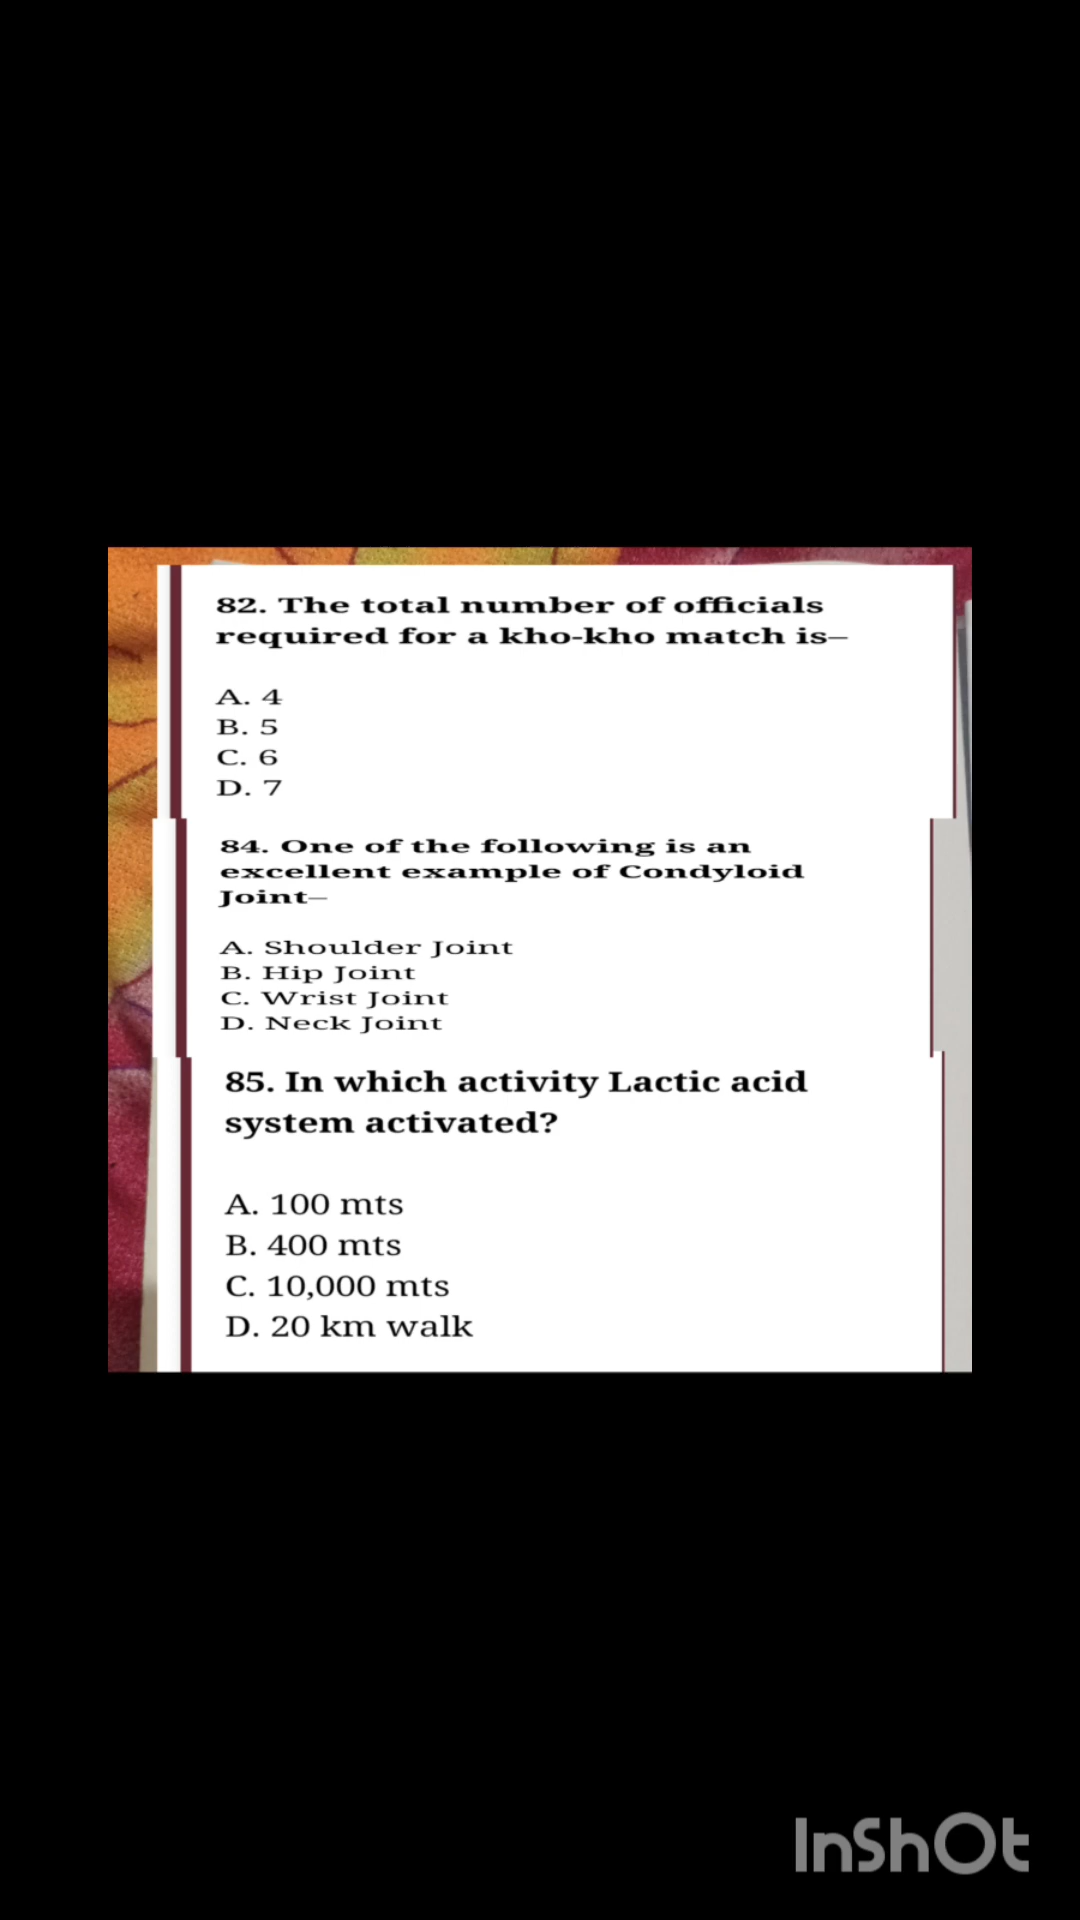 82. The total number of officials
required for a kho-kho match is–
A. 4
B. 5
C. 6
D. 7
84. One of the following is an
excellent example of Condyloid
Joint–
A. Shoulder Joint
B. Hip Joint
C. Wrist Joint
D. Neck Joint
85. In which activity Lactic acid
system activated?
A. 100 mts
B. 400 mts
C. 10,000 mts
D. 20 km walk
InShOt